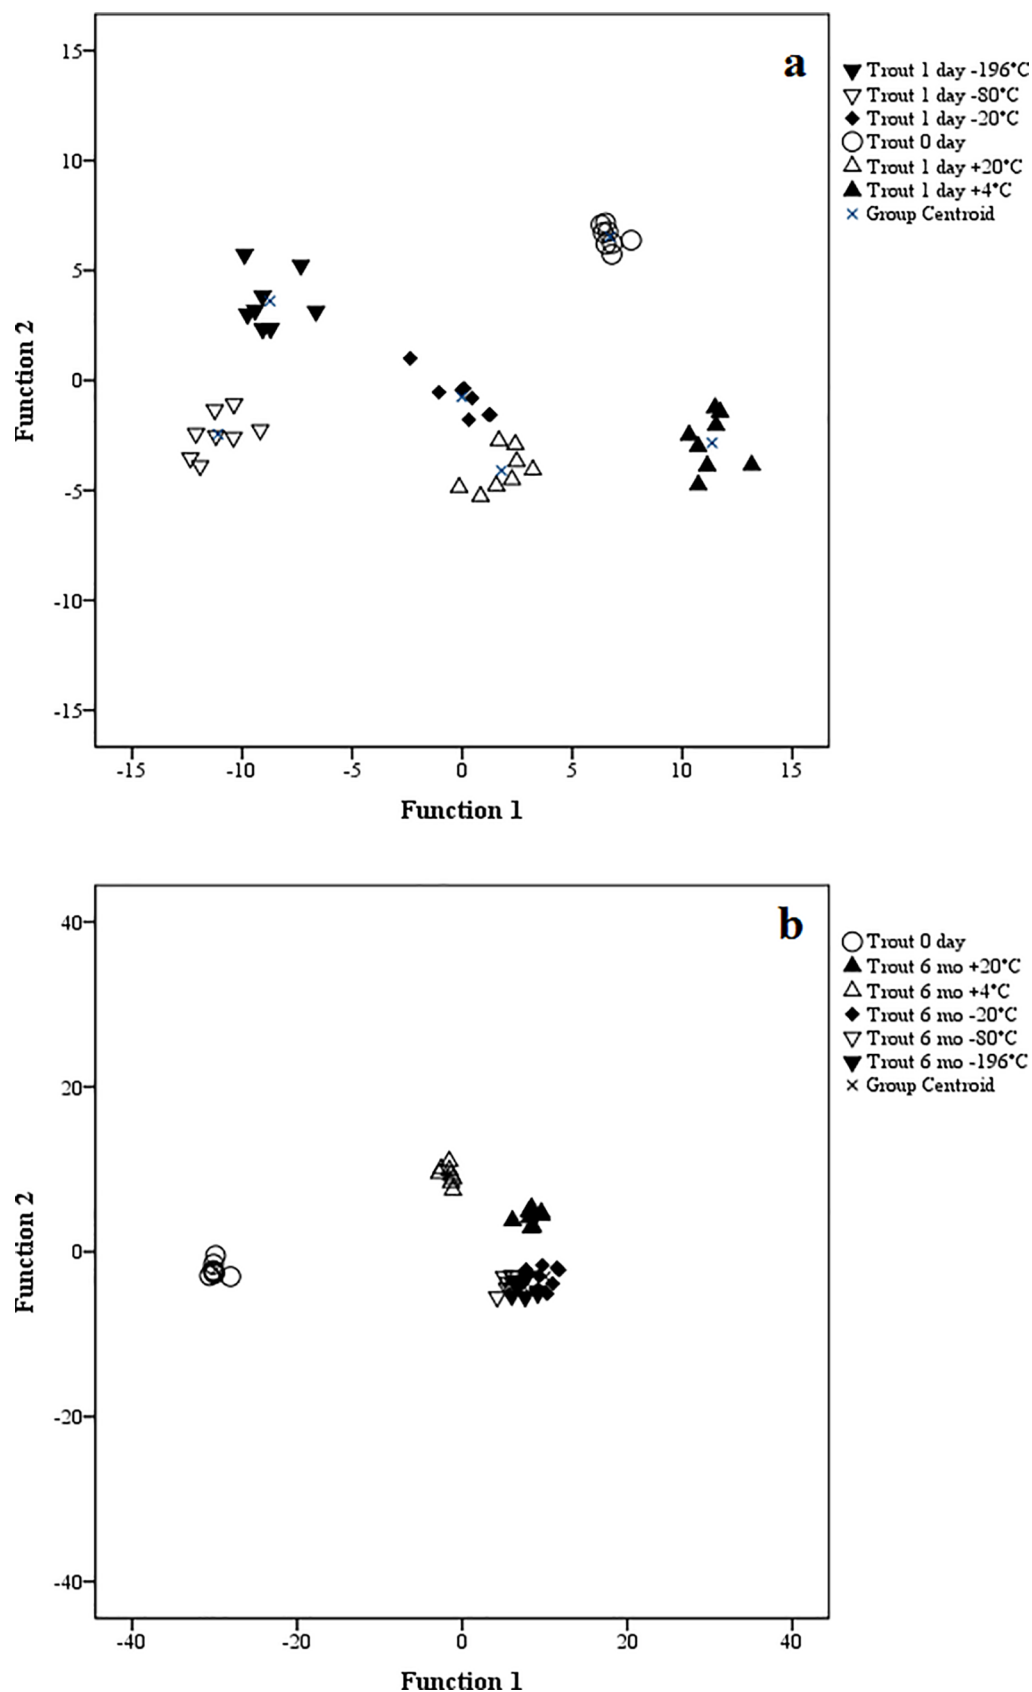 a
15
10
5
0
-5
-10
-15
Function 2
-15 -10 -5 0 5 10 15
Function 1
Trout 1 day -196°C
Trout 1 day -80°C
Trout 1 day -20°C
Trout 0 day
Trout 1 day +20°C
Trout 1 day +4°C
Group Centroid
b
40
20
0
-20
-40
Function 2
-40 -20 0 20 40
Function 1
Trout 0 day
Trout 6 mo +20°C
Trout 6 mo +4°C
Trout 6 mo -20°C
Trout 6 mo -80°C
Trout 6 mo -196°C
Group Centroid